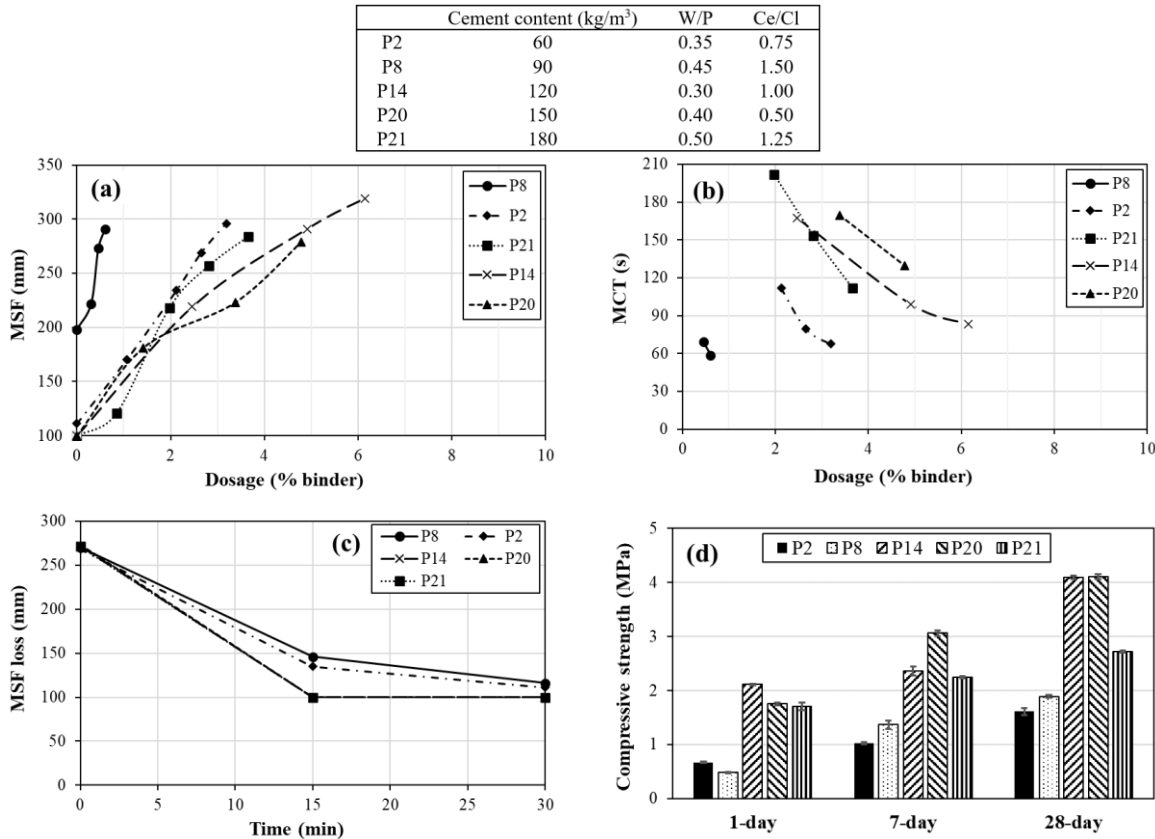 Cement content (kg/m³) W/P Ce/Cl
P2 60 0.35 0.75
P8 90 0.45 1.50
P14 120 0.30 1.00
P20 150 0.40 0.50
P21 180 0.50 1.25
(a)
MSF (mm)
350
300
250
200
150
100
0 2 4 6 8 10
Dosage (% binder)
P8
P2
P21
P14
P20
(b)
MCT (s)
210
180
150
120
90
60
30
0
0 2 4 6 8 10
Dosage (% binder)
P8
P2
P21
P14
P20
(c)
MSF loss (mm)
300
250
200
150
100
50
0
0 5 10 15 20 25 30
Time (min)
P8 P2
P14 P20
P21
(d)
Compressive strength (MPa)
5
4
3
2
1
0
P2 P8 P14 P20 P21
1-day 7-day 28-day